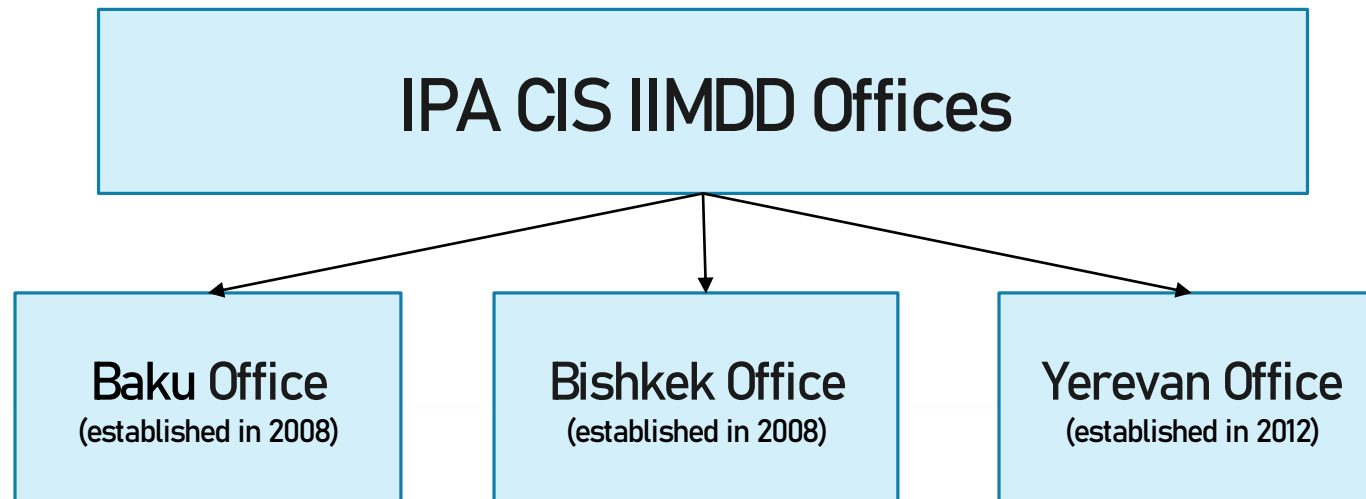 IPA CIS IIMDD Offices
Baku Office
(established in 2008)
Bishkek Office
(established in 2008)
Yerevan Office
(established in 2012)